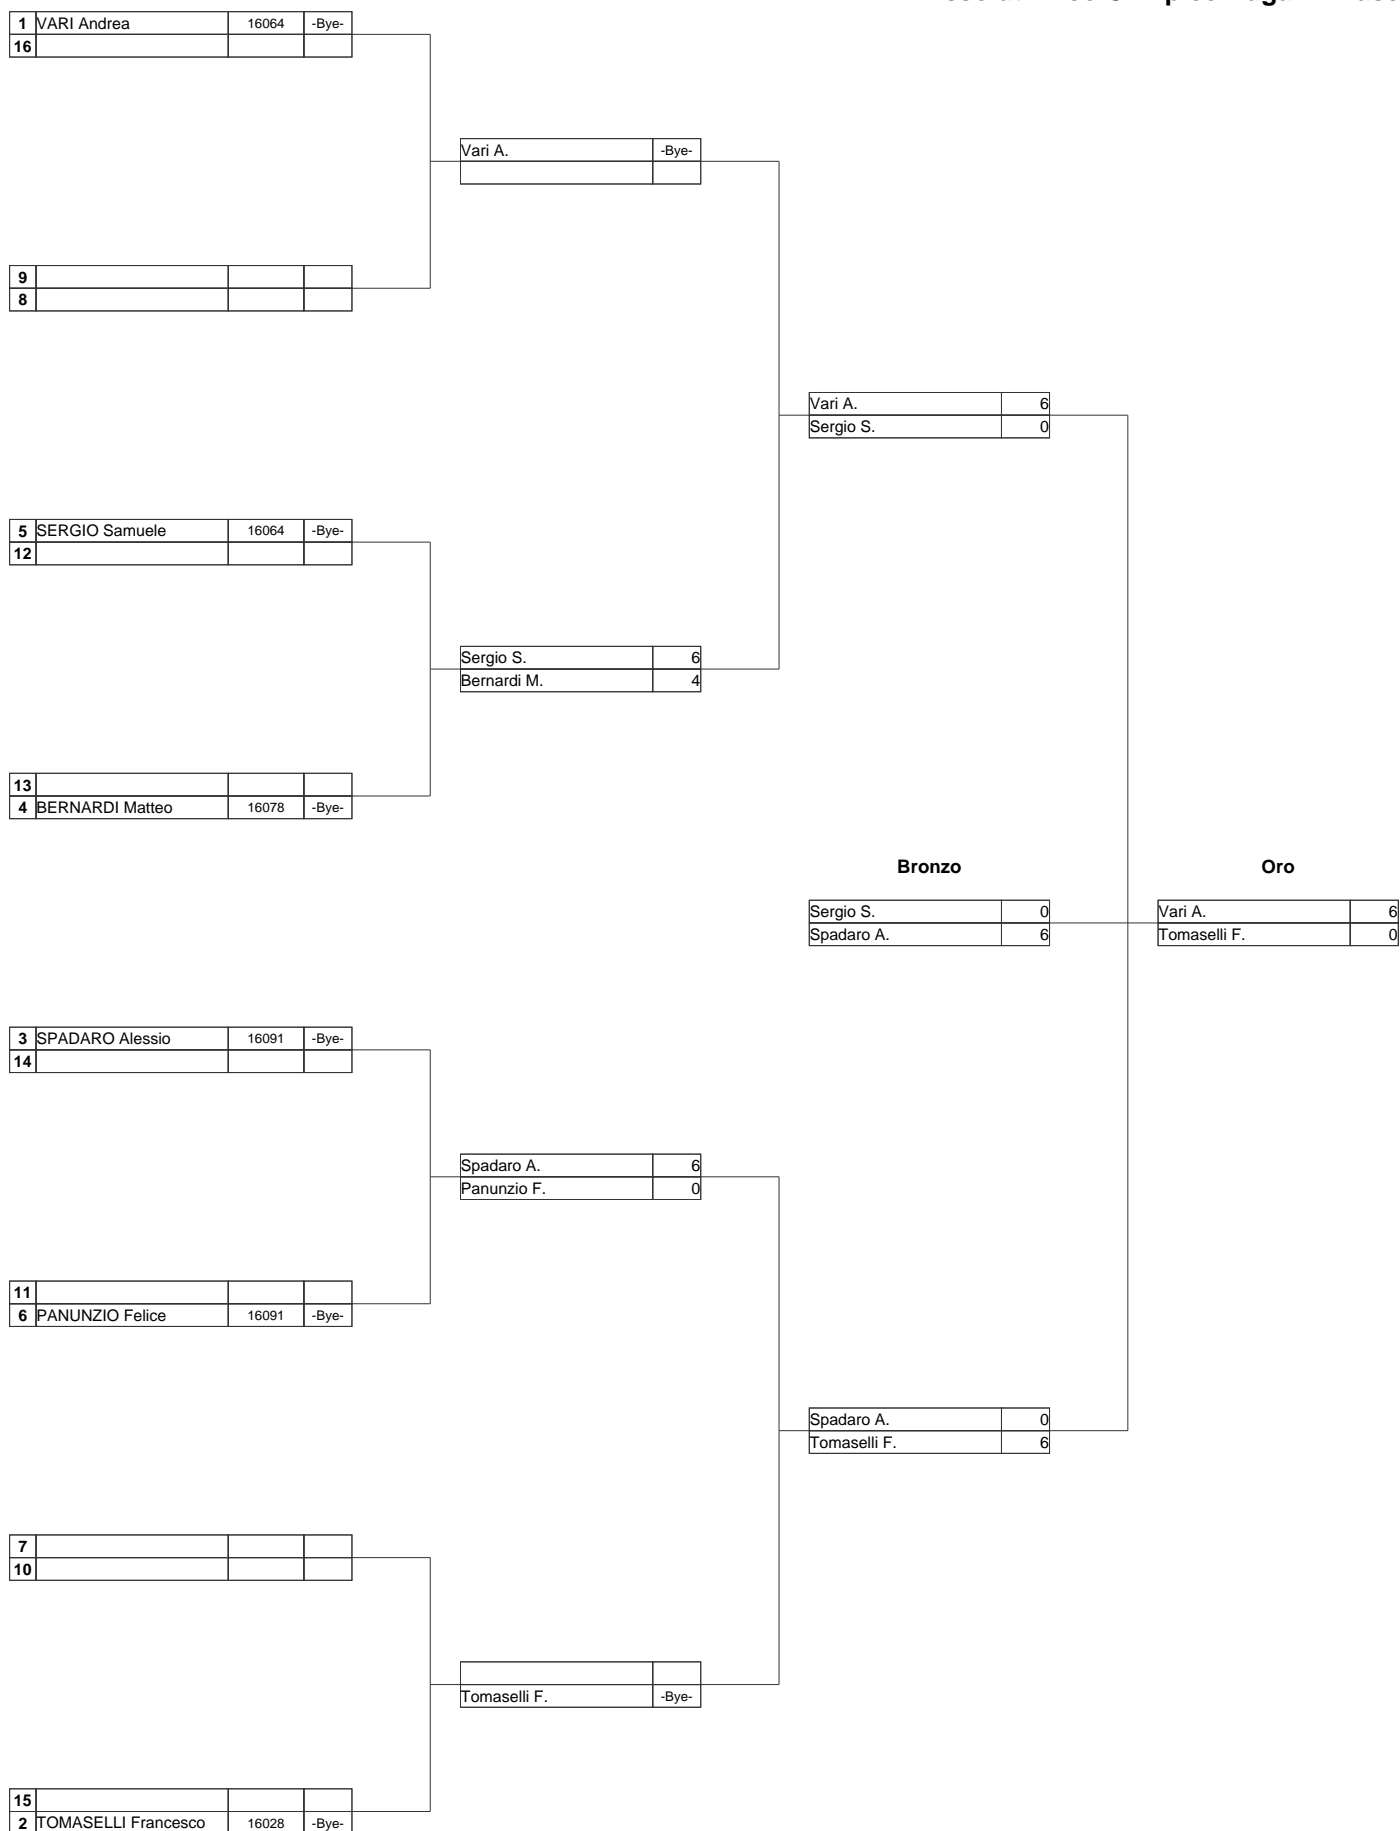 1 VARI Andrea 16064 -Bye-
16
Vari A. -Bye-
9
8
Vari A. 6
Sergio S. 0
5 SERGIO Samuele 16064 -Bye-
12
Sergio S. 6
Bernardi M. 4
13
4 BERNARDI Matteo 16078 -Bye-
Bronzo Oro
Sergio S. 0 Vari A. 6
Spadaro A. 6 Tomaselli F. 0
3 SPADARO Alessio 16091 -Bye-
14
Spadaro A. 6
Panunzio F. 0
11
6 PANUNZIO Felice 16091 -Bye-
Spadaro A. 0
Tomaselli F. 6
7
10
Tomaselli F. -Bye-
15
2 TOMASELLI Francesco 16028 -Bye-